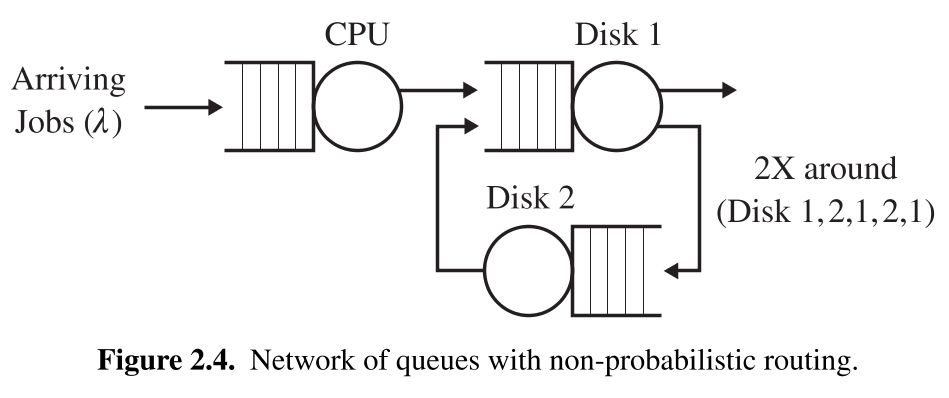 CPU
Disk 1
Arriving
Jobs (λ)
2X around
(Disk 1,2,1,2,1)
Disk 2
Figure 2.4. Network of queues with non-probabilistic routing.